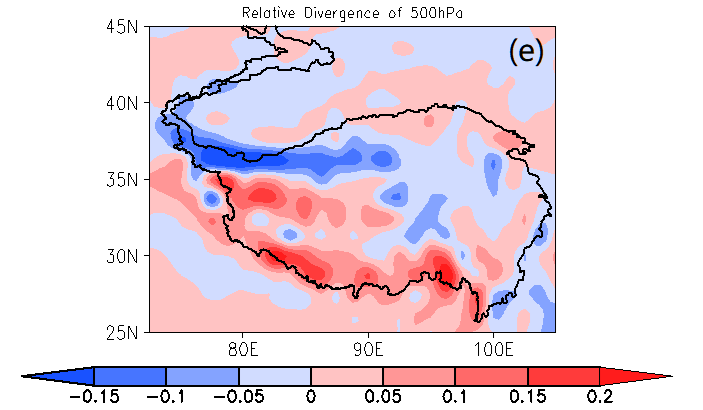 Relative Divergence of 500hPa
(e)
45N
40N
35N
30N
25N
80E 90E 100E
-0.15 -0.1 -0.05 0 0.05 0.1 0.15 0.2